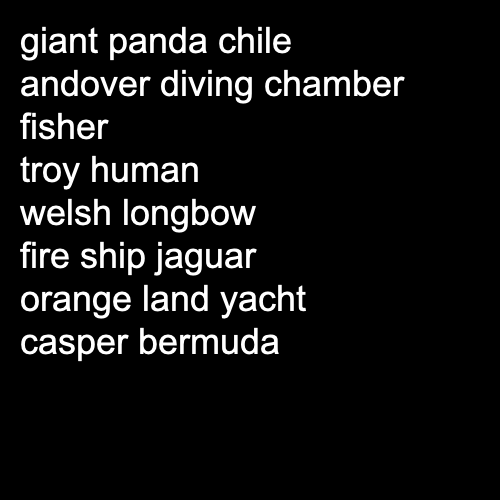 giant panda chile
andover diving chamber
fisher
troy human
welsh longbow
fire ship jaguar
orange land yacht
casper bermuda